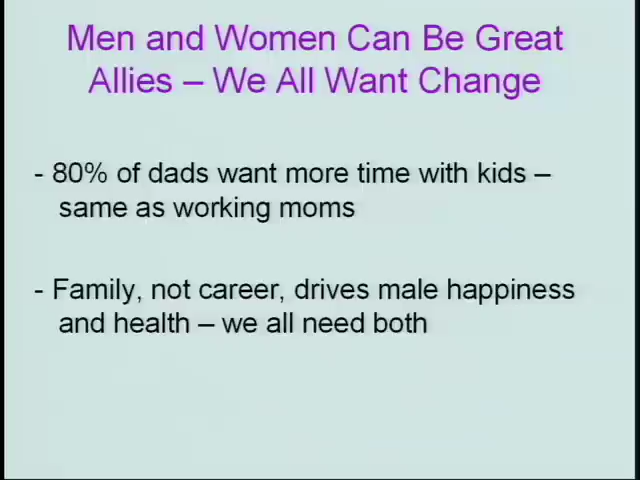 Men and Women Can Be Great
Allies – We All Want Change
- 80% of dads want more time with kids –
same as working moms
- Family, not career, drives male happiness
and health – we all need both